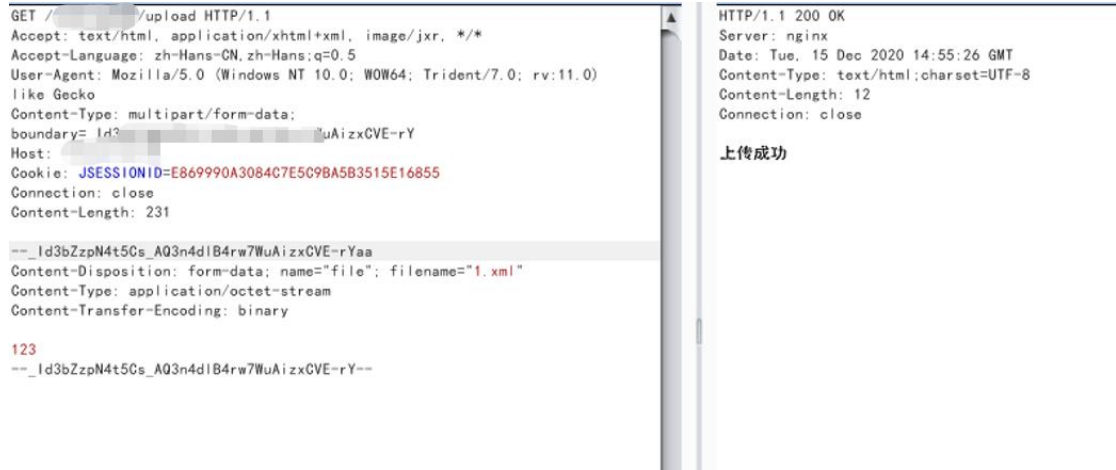 GET / /upload HTTP/1.1
Accept: text/html, application/xhtml+xml, image/jxr, */*
Accept-Language: zh-Hans-CN,zh-Hans;q=0.5
User-Agent: Mozilla/5.0 (Windows NT 10.0; WOW64; Trident/7.0; rv:11.0)
like Gecko
Content-Type: multipart/form-data;
boundary=_Id3 uAizxCVE-rY
Host:
Cookie: JSESSIONID=E869990A3084C7E5C9BA5B3515E16855
Connection: close
Content-Length: 231
--_Id3bZzpN4t5Cs_AQ3n4dIB4rw7WuAizxCVE-rYaa
Content-Disposition: form-data; name="file"; filename="1.xml"
Content-Type: application/octet-stream
Content-Transfer-Encoding: binary
123
--_Id3bZzpN4t5Cs_AQ3n4dIB4rw7WuAizxCVE-rY--
HTTP/1.1 200 OK
Server: nginx
Date: Tue, 15 Dec 2020 14:55:26 GMT
Content-Type: text/html;charset=UTF-8
Content-Length: 12
Connection: close
上传成功